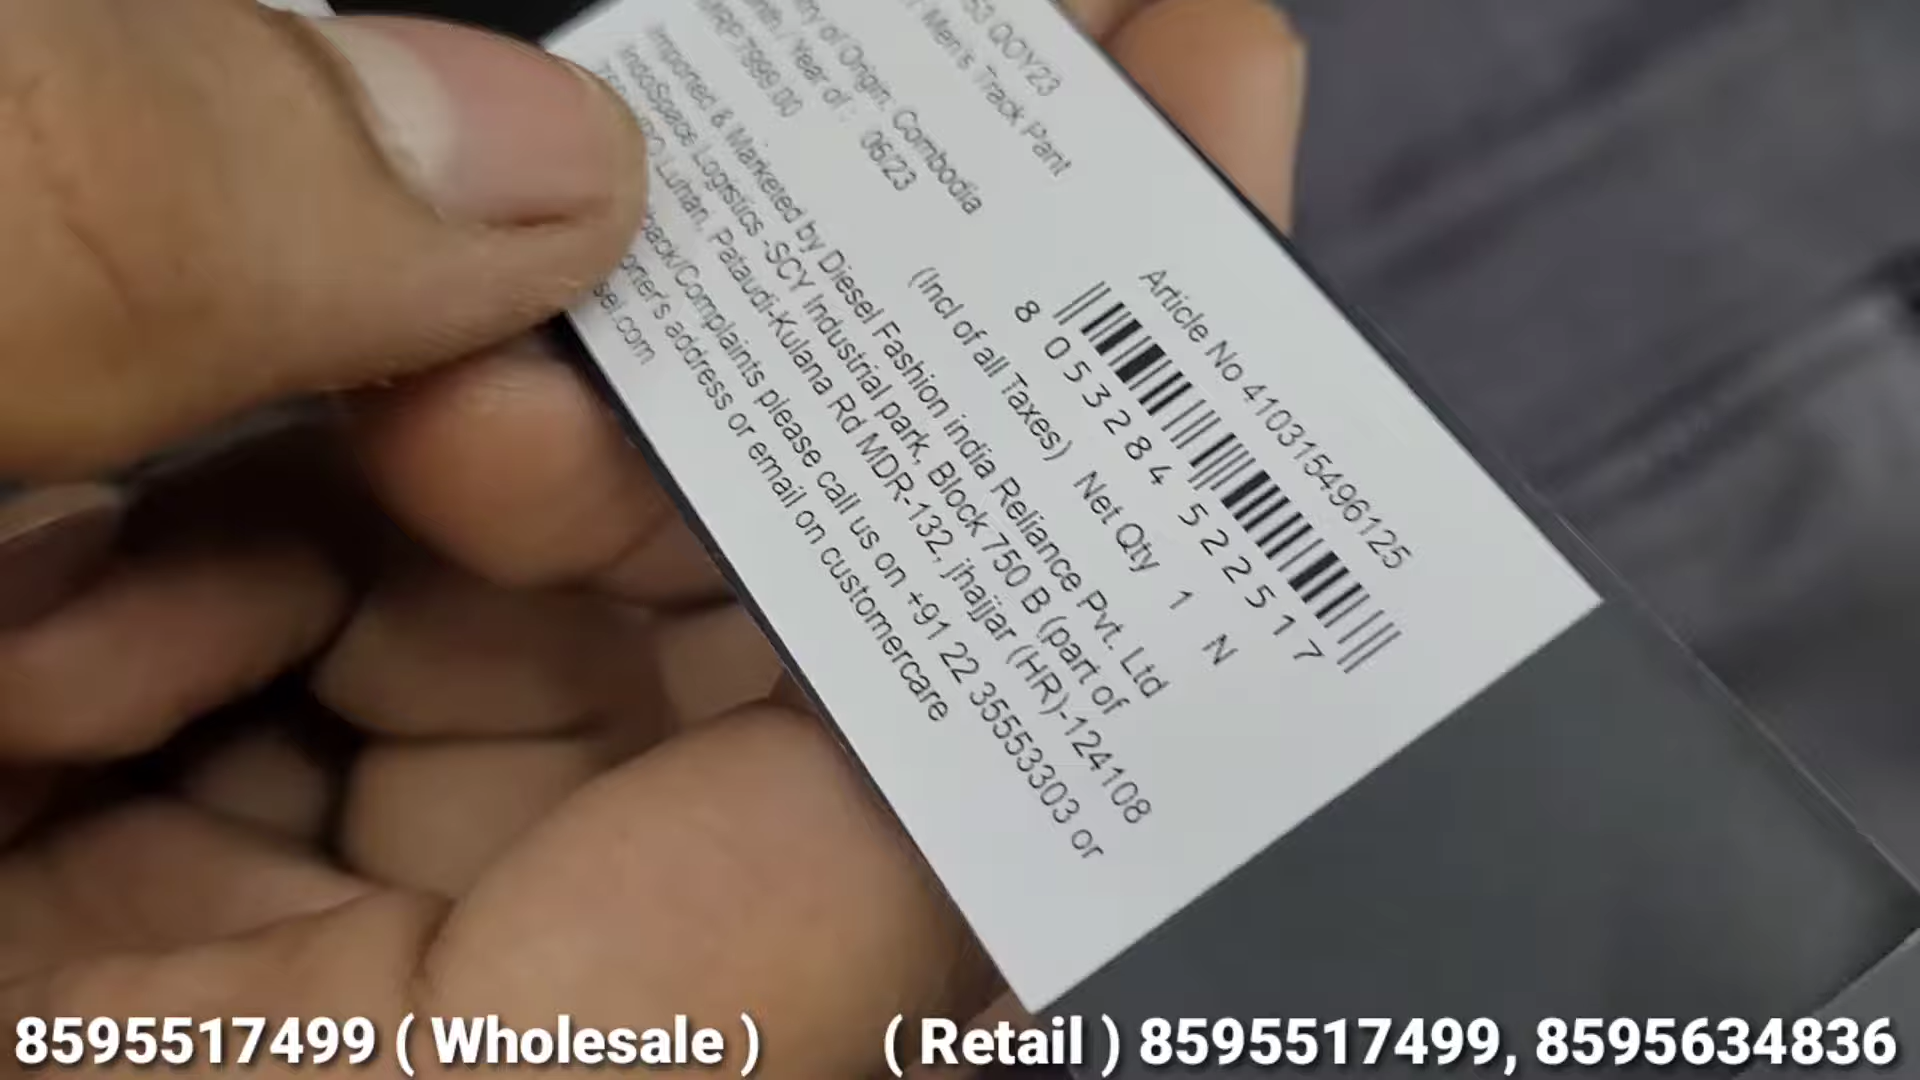 53 QOY23
Men's Track Pant
Article No 410315496125
8 053284 522517
of Origin. Combodia
Year of : 06/23
MRP 7999.00
(Incl of all Taxes) Net Qty 1 N
Imported & Marketed by Diesel Fashion india Reliance Pvt. Ltd
IndoSpace Logistics -SCY Industrial park, Block 750 B (part of
Luhari, Pataudi-Kulana Rd MDR-132, jhajjar (HR)-124108
back/Complaints please call us on +91 22 35553303 or
orter's address or email on customercare
sel.com
8595517499 ( Wholesale ) ( Retail ) 8595517499, 8595634836